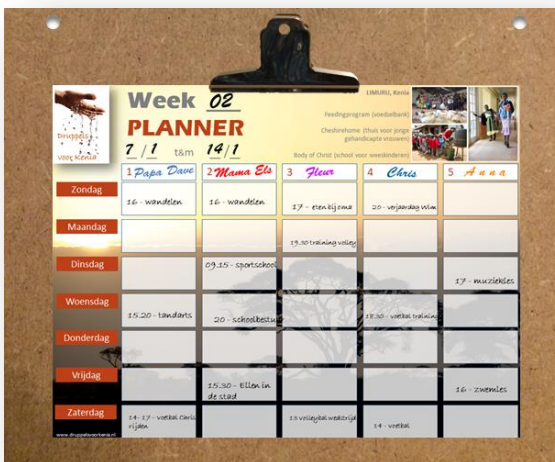 Druppels
voor Kenia
Week 02
PLANNER
7 / 1 t&m 14/1
LIMURU, Kenia
Feedingprogram (voedselbank)
Cheshirehome (thuis voor jonge
gehandicapte vrouwen)
Body of Christ (school voor weeskinderen)
1 Papa Dave 2 Mama Els 3 Fleur 4 Chris 5 Anna
Zondag
16 - wandelen
16 - wandelen
17 - eten bij oma
20 - verjaardag Wim
Maandag
19.30 training volley
Dinsdag
09.15 - sportschool
17 - muziekles
Woensdag
15.20 - tandarts
20 - schoolbestu
18.30 - voetbal training
Donderdag
Vrijdag
15.30 - Ellen in
de stad
16 - zwemles
Zaterdag
14 - 17 - voetbal Chris
rijden
13 volleybal wedstrijd
14 - voetbal
www.druppelsvoorkenia.nl